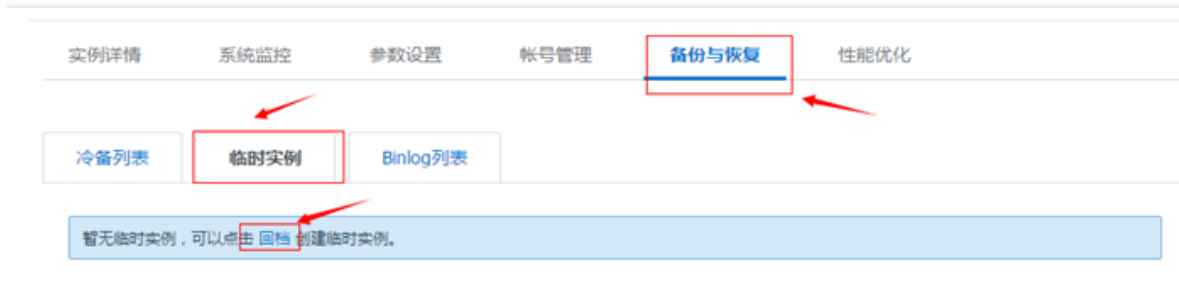 实例详情 系统监控 参数设置 帐号管理 备份与恢复 性能优化
冷备列表 临时实例 Binlog列表
暂无临时实例，可以点击 回档 创建临时实例。